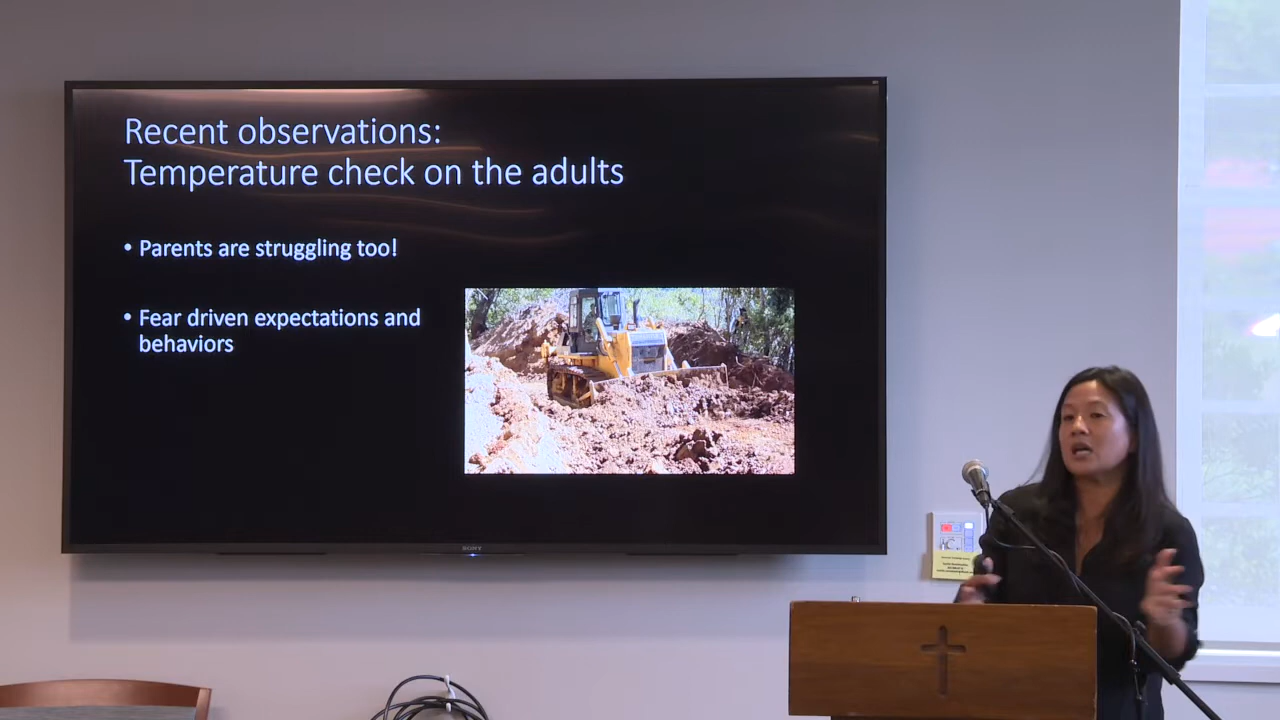 Recent observations:
Temperature check on the adults
• Parents are struggling too!
• Fear driven expectations and
behaviors
SONY